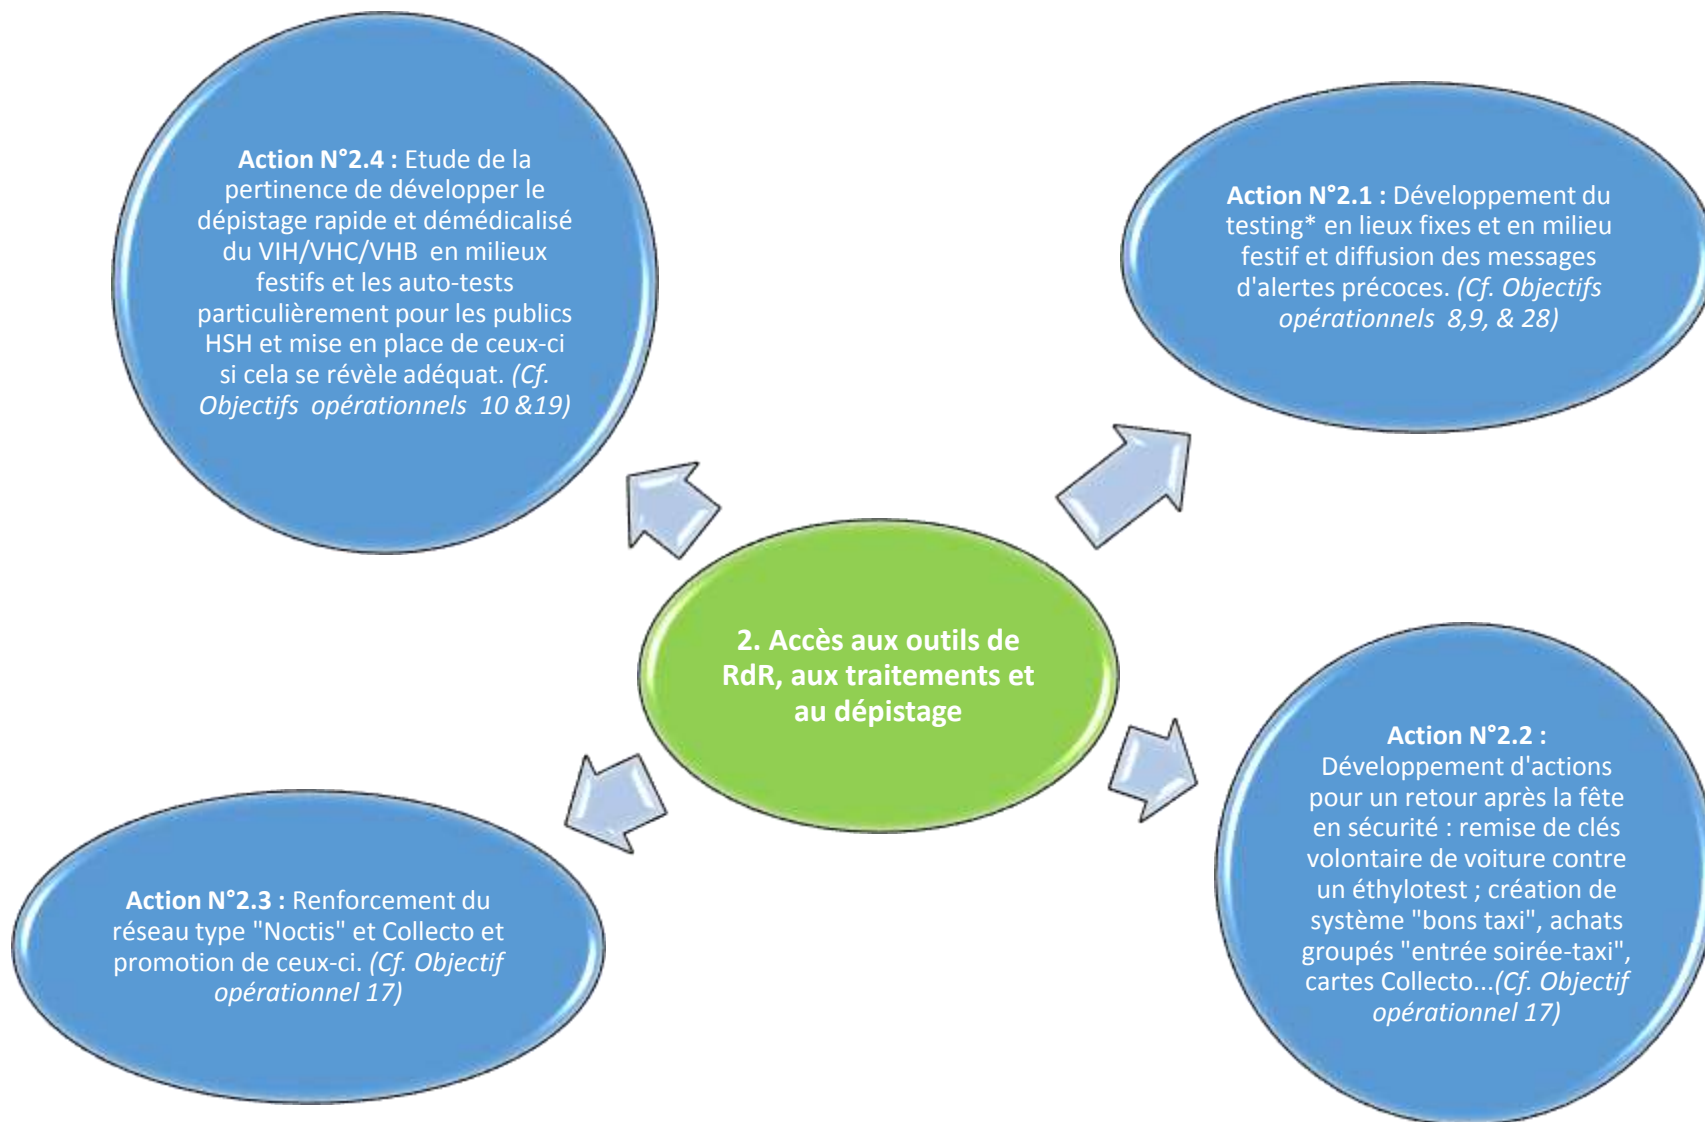 Action N°2.4 : Etude de la
pertinence de développer le
dépistage rapide et démédicalisé
du VIH/VHC/VHB en milieux
festifs et les auto-tests
particulièrement pour les publics
HSH et mise en place de ceux-ci
si cela se révèle adéquat. (Cf.
Objectifs opérationnels 10 &19)
Action N°2.1 : Développement du
testing* en lieux fixes et en milieu
festif et diffusion des messages
d'alertes précoces. (Cf. Objectifs
opérationnels 8,9, & 28)
2. Accès aux outils de
RdR, aux traitements et
au dépistage
Action N°2.3 : Renforcement du
réseau type "Noctis" et Collecto et
promotion de ceux-ci. (Cf. Objectif
opérationnel 17)
Action N°2.2 :
Développement d'actions
pour un retour après la fête
en sécurité : remise de clés
volontaire de voiture contre
un éthylotest ; création de
système "bons taxi", achats
groupés "entrée soirée-taxi",
cartes Collecto...(Cf. Objectif
opérationnel 17)